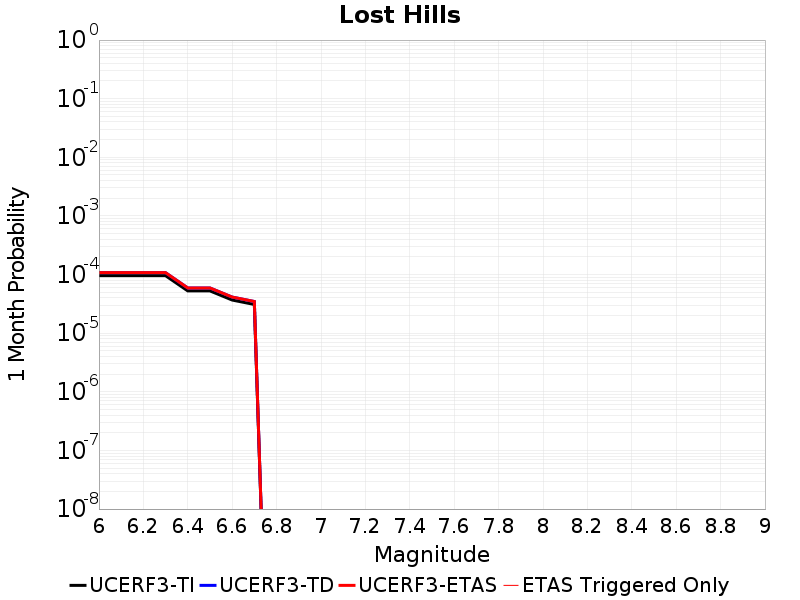 Lost Hills
1 Month Probability
10^0
10^-1
10^-2
10^-3
10^-4
10^-5
10^-6
10^-7
10^-8
6 6.2 6.4 6.6 6.8 7 7.2 7.4 7.6 7.8 8 8.2 8.4 8.6 8.8 9
Magnitude
UCERF3-TI UCERF3-TD UCERF3-ETAS ETAS Triggered Only